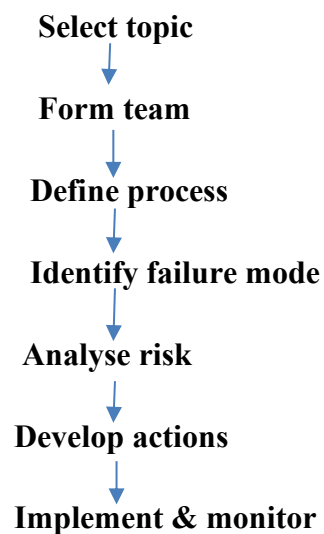 Select topic
Form team
Define process
Identify failure mode
Analyse risk
Develop actions
Implement & monitor